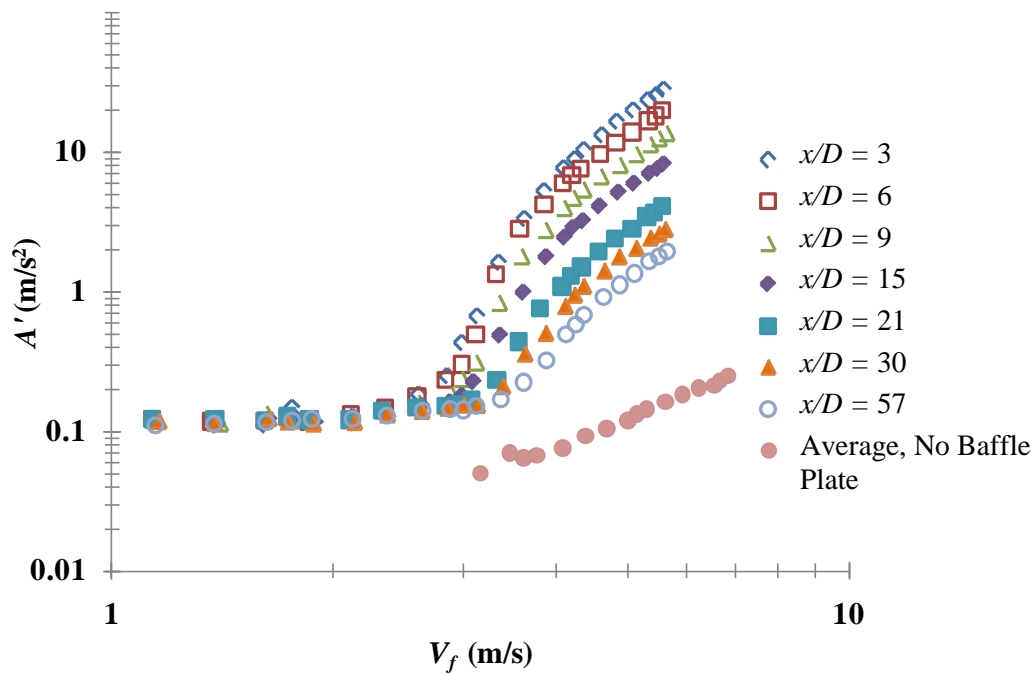 10
1
0.1
0.01
A' (m/s²)
1
10
V_f (m/s)
x/D = 3
x/D = 6
x/D = 9
x/D = 15
x/D = 21
x/D = 30
x/D = 57
Average, No Baffle
Plate